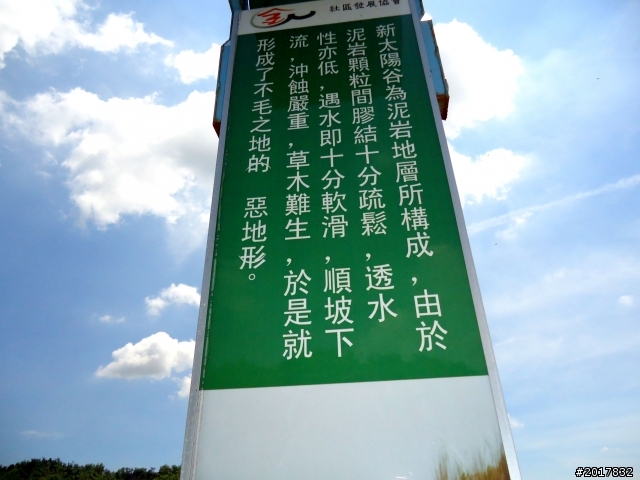 社區發展協會
新太陽谷為泥岩地層所構成,由於
泥岩顆粒間膠結十分疏鬆,透水
性亦低,遇水即十分軟滑,順坡下
流,沖蝕嚴重,草木難生,於是就
形成了不毛之地的 惡地形。
#2017832